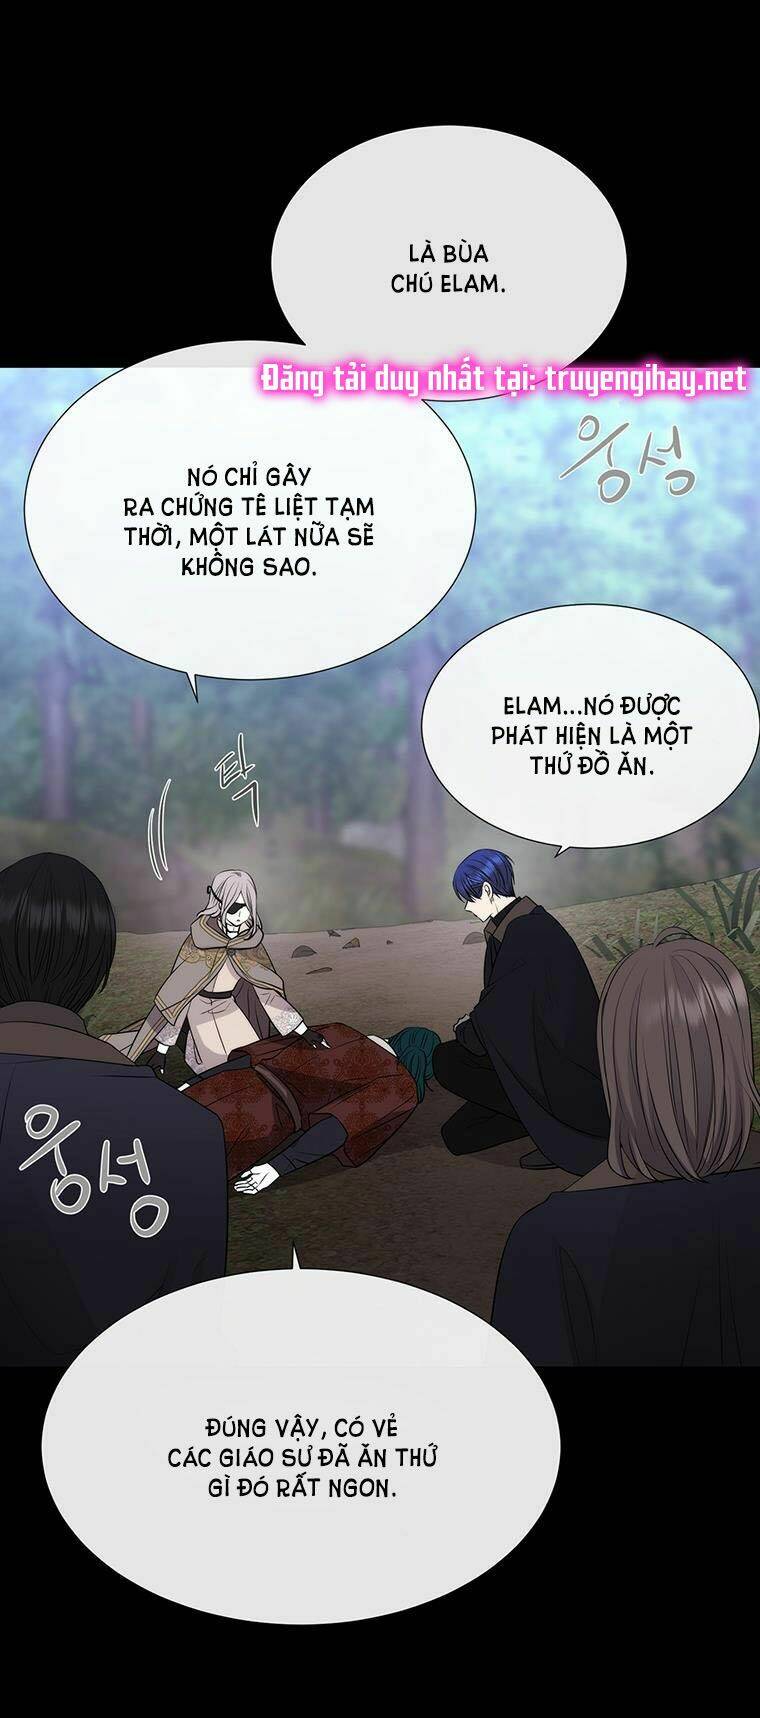 LÀ BÙA
CHÚ ELAM.
Đăng tải duy nhất tại: truyengihay.net
웅성
NÓ CHỈ GÂY
RA CHỨNG TÊ LIỆT TẠM
THỜI, MỘT LÁT NỮA SẼ
KHÔNG SAO.
ELAM...NÓ ĐƯỢC
PHÁT HIỆN LÀ MỘT
THỨ ĐỒ ĂN.
턱
웅성
ĐÚNG VẬY, CÓ VẺ
CÁC GIÁO SƯ ĐÃ ĂN THỨ
GÌ ĐÓ RẤT NGON.